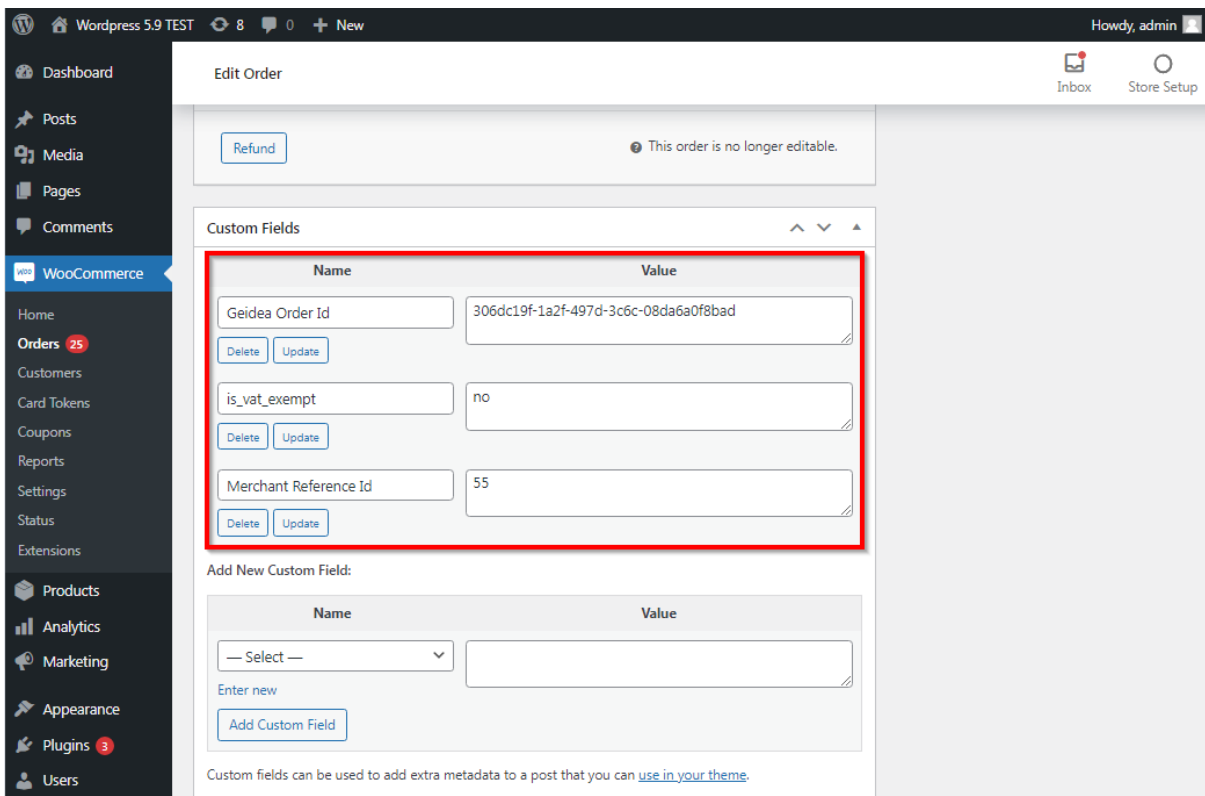 Wordpress 5.9 TEST 8 0 New Howdy, admin
Dashboard
Posts
Media
Pages
Comments
Woo WooCommerce
Home
Orders 25
Customers
Card Tokens
Coupons
Reports
Settings
Status
Extensions
Products
Analytics
Marketing
Appearance
Plugins 3
Users
Edit Order
Inbox Store Setup
Refund This order is no longer editable.
Custom Fields
Name Value
Geidea Order Id 306dc19f-1a2f-497d-3c6c-08da6a0f8bad
Delete Update
is_vat_exempt no
Delete Update
Merchant Reference Id 55
Delete Update
Add New Custom Field:
Name Value
— Select —
Enter new
Add Custom Field
Custom fields can be used to add extra metadata to a post that you can use in your theme.